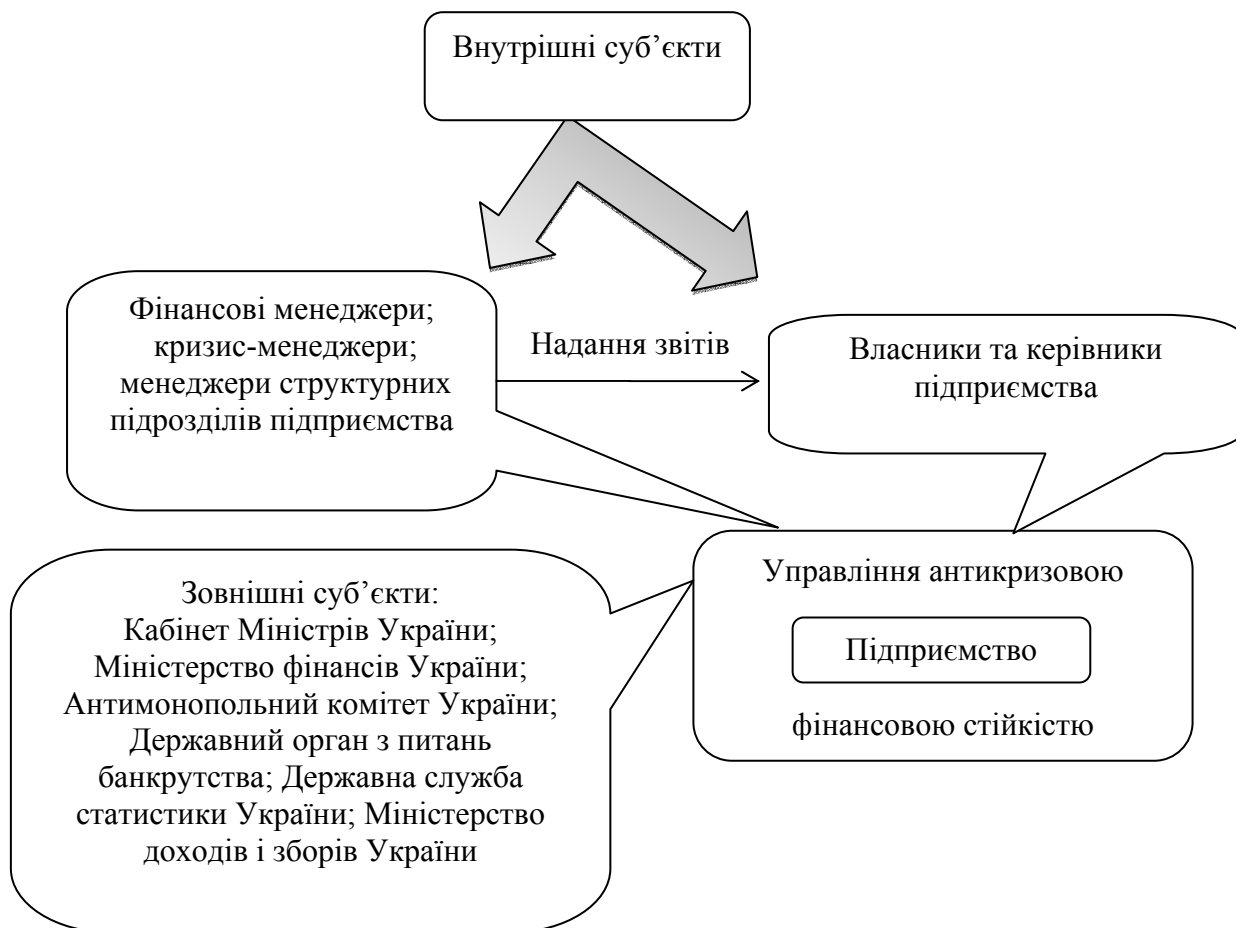 Внутрішні суб’єкти
Фінансові менеджери;
кризис-менеджери;
менеджери структурних
підрозділів підприємства
Надання звітів
Власники та керівники
підприємства
Зовнішні суб’єкти:
Кабінет Міністрів України;
Міністерство фінансів України;
Антимонопольний комітет України;
Державний орган з питань
банкрутства; Державна служба
статистики України; Міністерство
доходів і зборів України
Управління антикризовою
Підприємство
фінансовою стійкістю